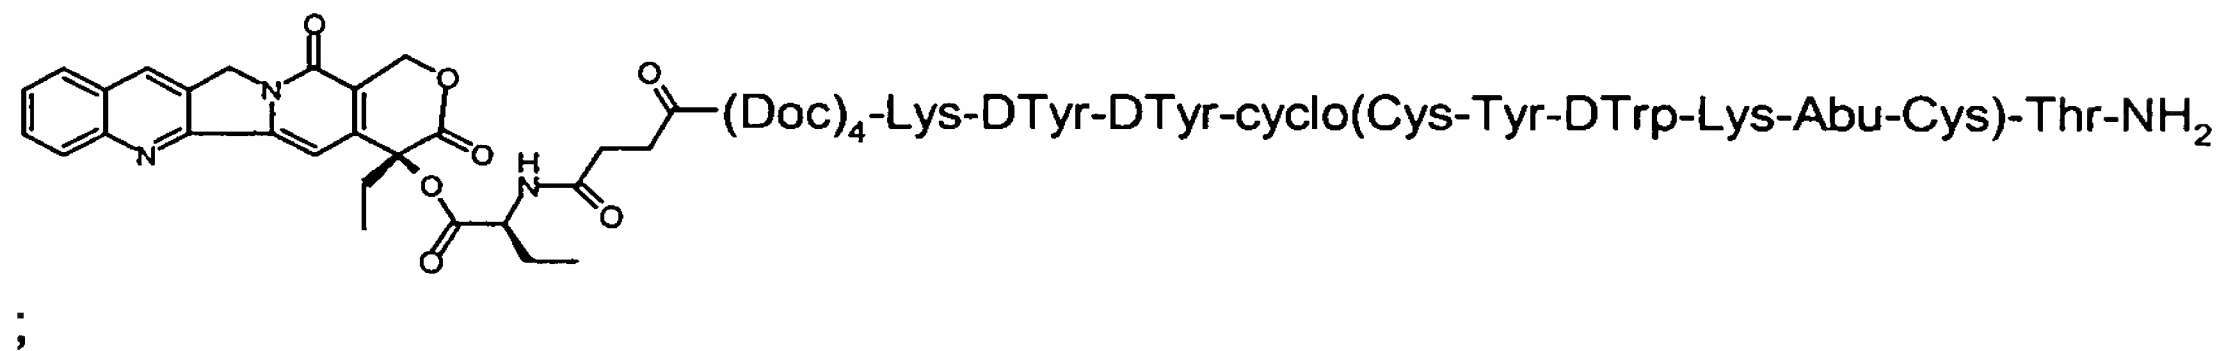 O
O
O
N
O
(Doc)₄-Lys-DTyr-DTyr-cyclo(Cys-Tyr-DTrp-Lys-Abu-Cys)-Thr-NH₂
N
O
H
N
O
O
O
;